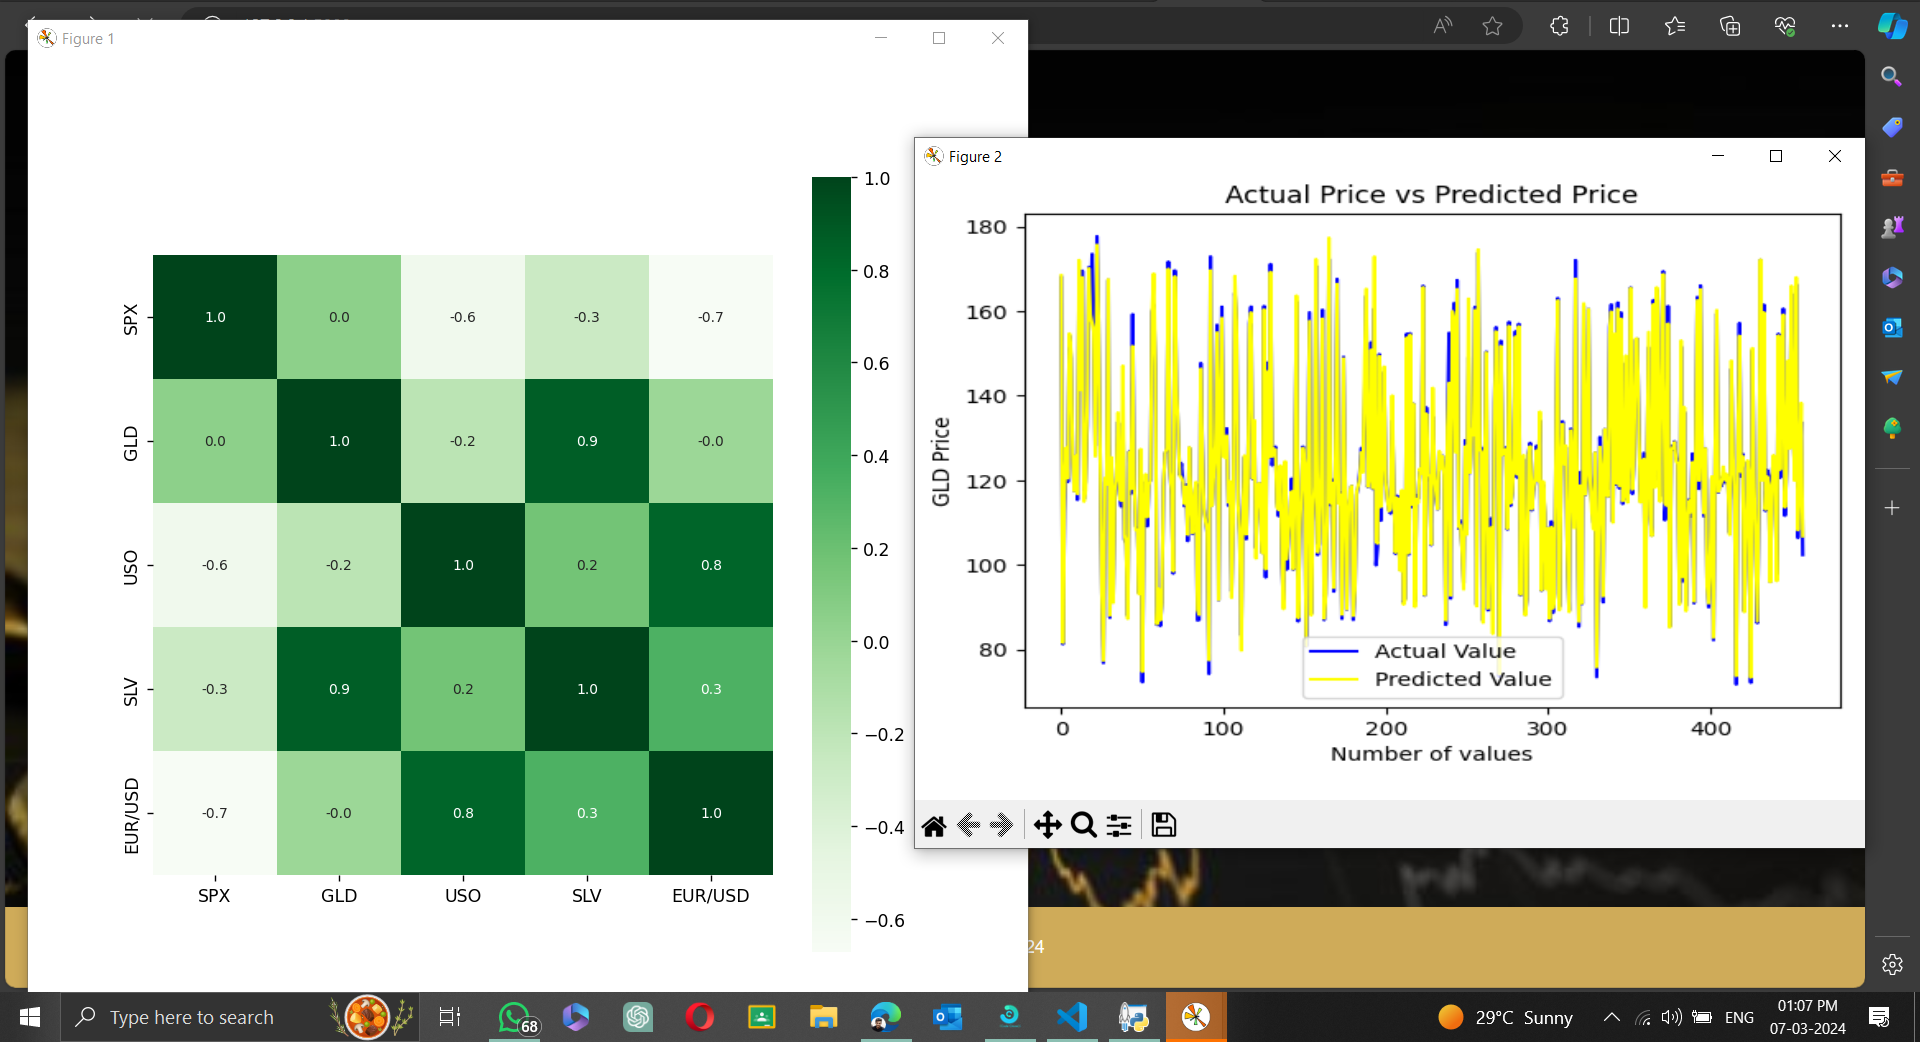 Figure 1
1.0
0.8
0.6
0.4
0.2
0.0
−0.2
−0.4
−0.6
SPX 1.0 0.0 -0.6 -0.3 -0.7
GLD 0.0 1.0 -0.2 0.9 -0.0
USO -0.6 -0.2 1.0 0.2 0.8
SLV -0.3 0.9 0.2 1.0 0.3
EUR/USD -0.7 -0.0 0.8 0.3 1.0
SPX GLD USO SLV EUR/USD
Figure 2
Actual Price vs Predicted Price
GLD Price
180
160
140
120
100
80
Actual Value
Predicted Value
0 100 200 300 400
Number of values
24
Type here to search
68
29°C Sunny
ENG
01:07 PM
07-03-2024